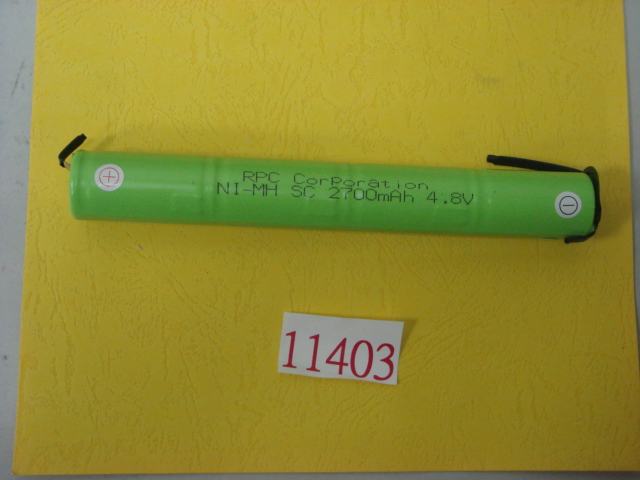 RPC Corporation
NI-MH SC 2700mAh 4.8V
+
-
11403